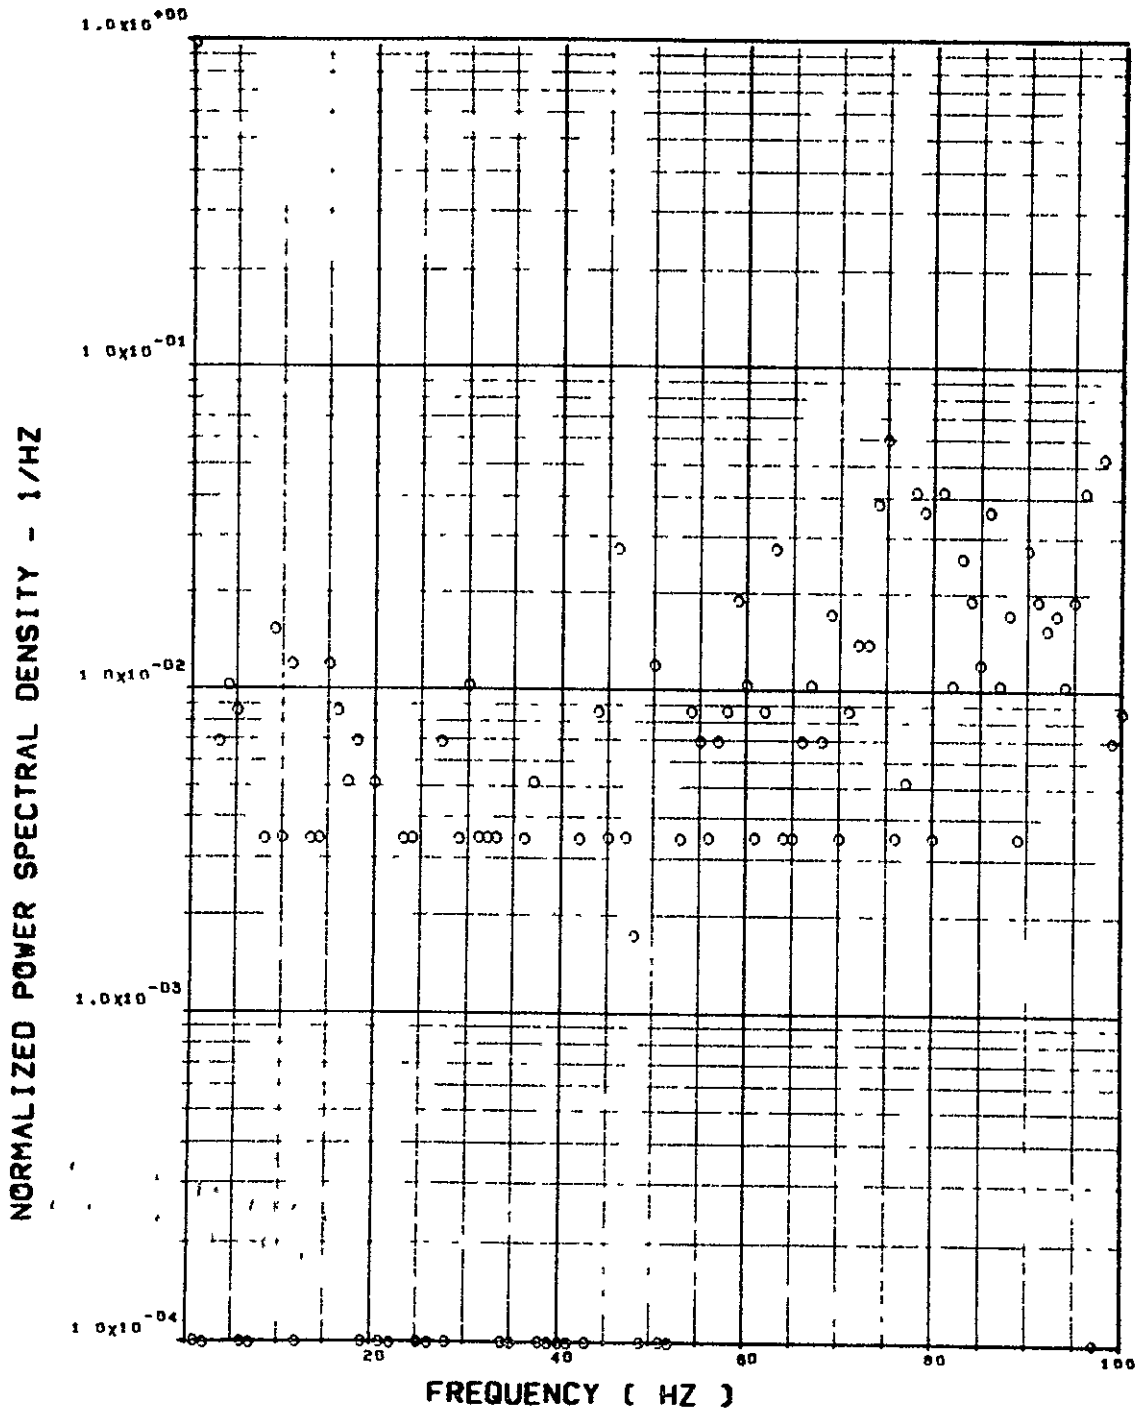 1.0x10+00
1 0x10-01
1 0x10-02
1.0x10-03
1 0x10-04
NORMALIZED POWER SPECTRAL DENSITY - 1/HZ
20 40 60 80 100
FREQUENCY ( HZ )